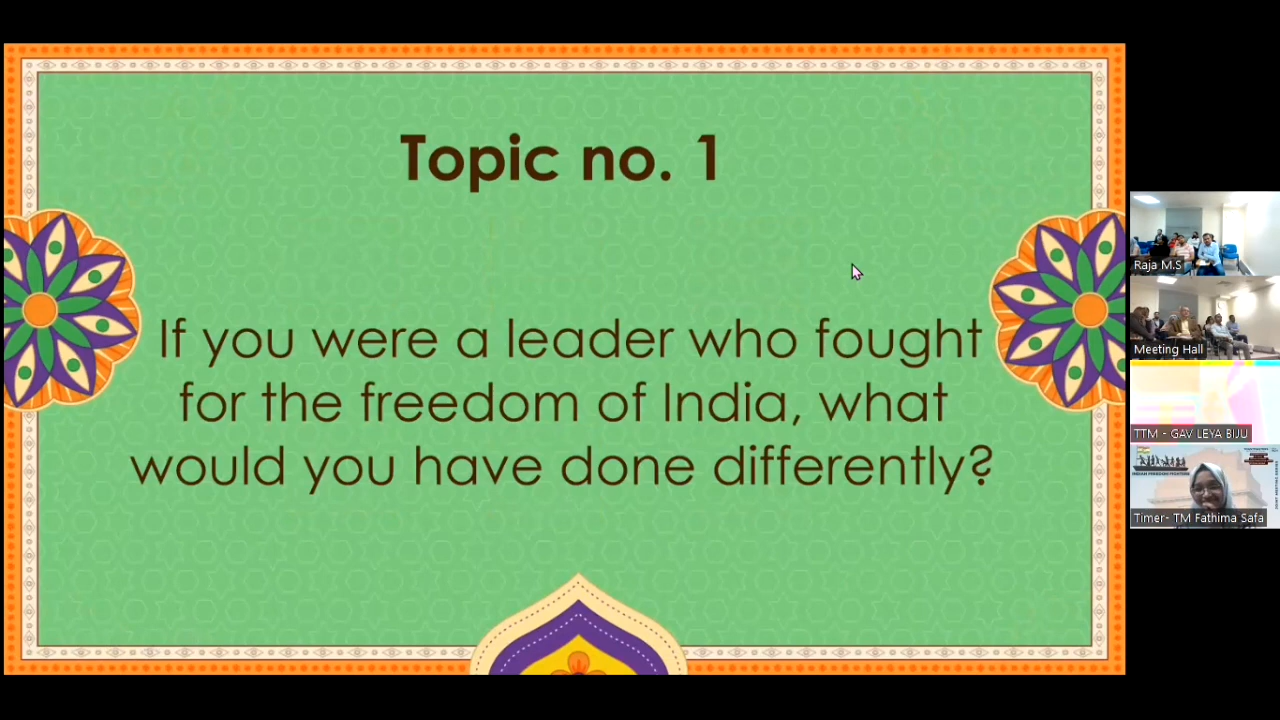 Topic no. 1
If you were a leader who fought
for the freedom of India, what
would you have done differently?
Raja M.S
Meeting Hall
TTM - GAV LEYA BIJU
Timer- TM Fathima Safa